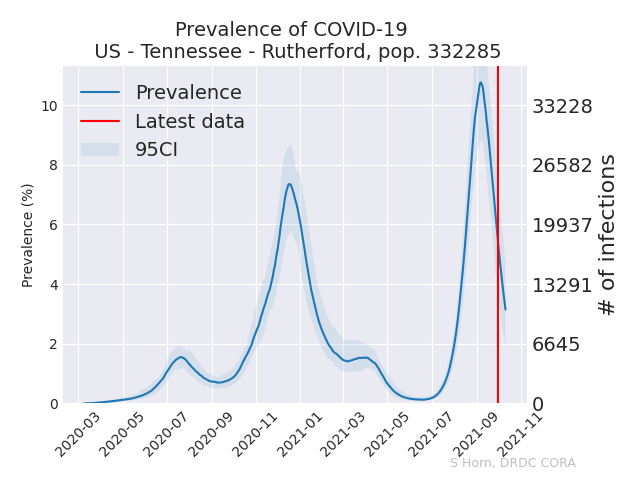 Prevalence of COVID-19
US - Tennessee - Rutherford, pop. 332285
Prevalence
Latest data
95CI
Prevalence (%)
10
8
6
4
2
0
33228
26582
19937
13291
6645
0
# of infections
2020-03
2020-05
2020-07
2020-09
2020-11
2021-01
2021-03
2021-05
2021-07
2021-09
2021-11
S Horn, DRDC CORA